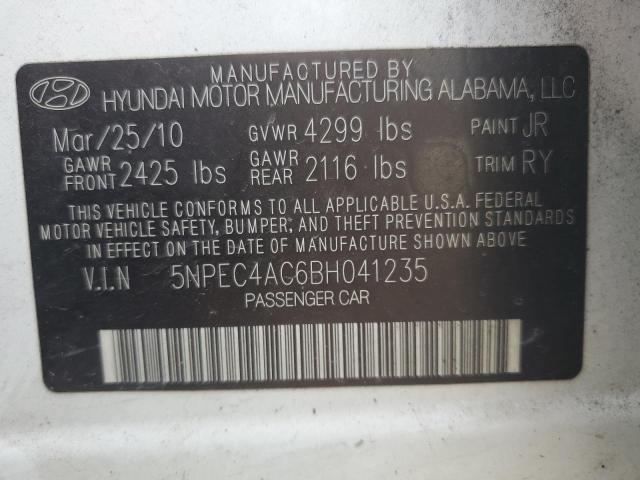 MANUFACTURED BY
HYUNDAI MOTOR MANUFACTURING ALABAMA, LLC
Mar/25/10 GVWR 4299 lbs PAINT JR
GAWR FRONT 2425 lbs GAWR REAR 2116 lbs TRIM RY
THIS VEHICLE CONFORMS TO ALL APPLICABLE U.S.A. FEDERAL
MOTOR VEHICLE SAFETY, BUMPER, AND THEFT PREVENTION STANDARDS
IN EFFECT ON THE DATE OF MANUFACTURE SHOWN ABOVE.
V.I.N 5NPEC4AC6BH041235
PASSENGER CAR